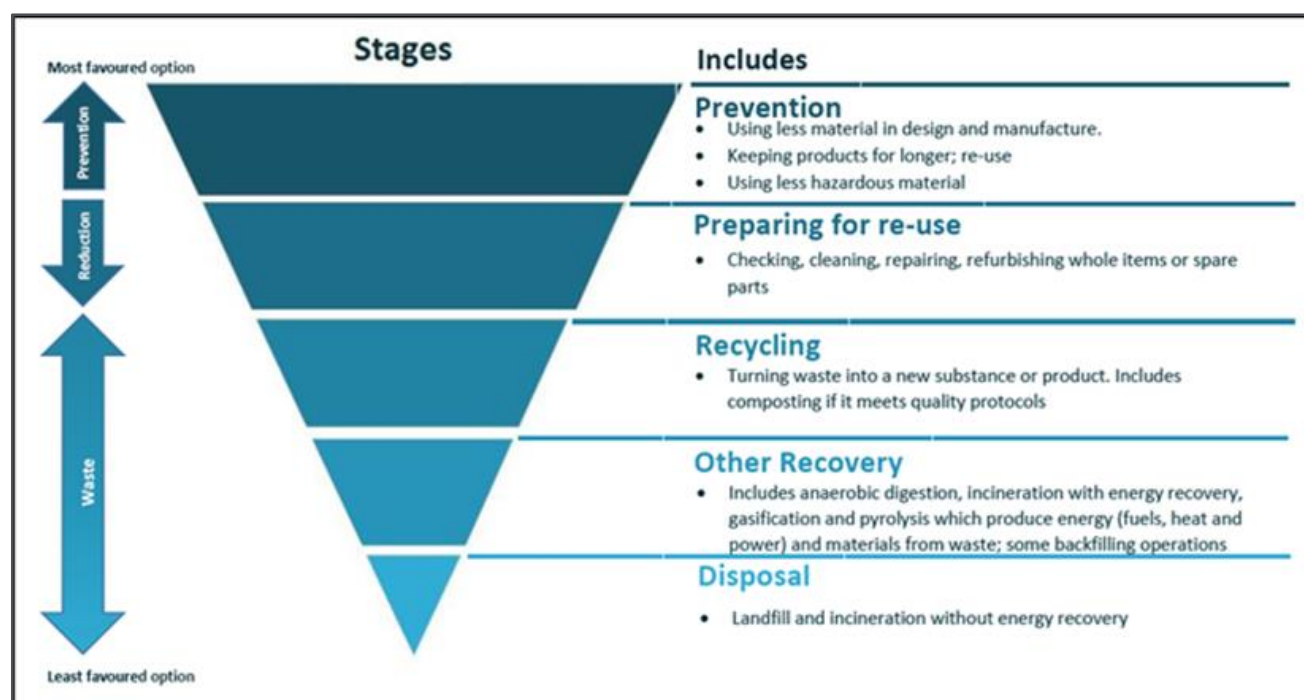 Stages
Includes
Most favoured option
Prevention
Reduction
Waste
Least favoured option
Prevention
• Using less material in design and manufacture.
• Keeping products for longer; re-use
• Using less hazardous material
Preparing for re-use
• Checking, cleaning, repairing, refurbishing whole items or spare
parts
Recycling
• Turning waste into a new substance or product. Includes
composting if it meets quality protocols
Other Recovery
• Includes anaerobic digestion, incineration with energy recovery,
gasification and pyrolysis which produce energy (fuels, heat and
power) and materials from waste; some backfilling operations
Disposal
• Landfill and incineration without energy recovery